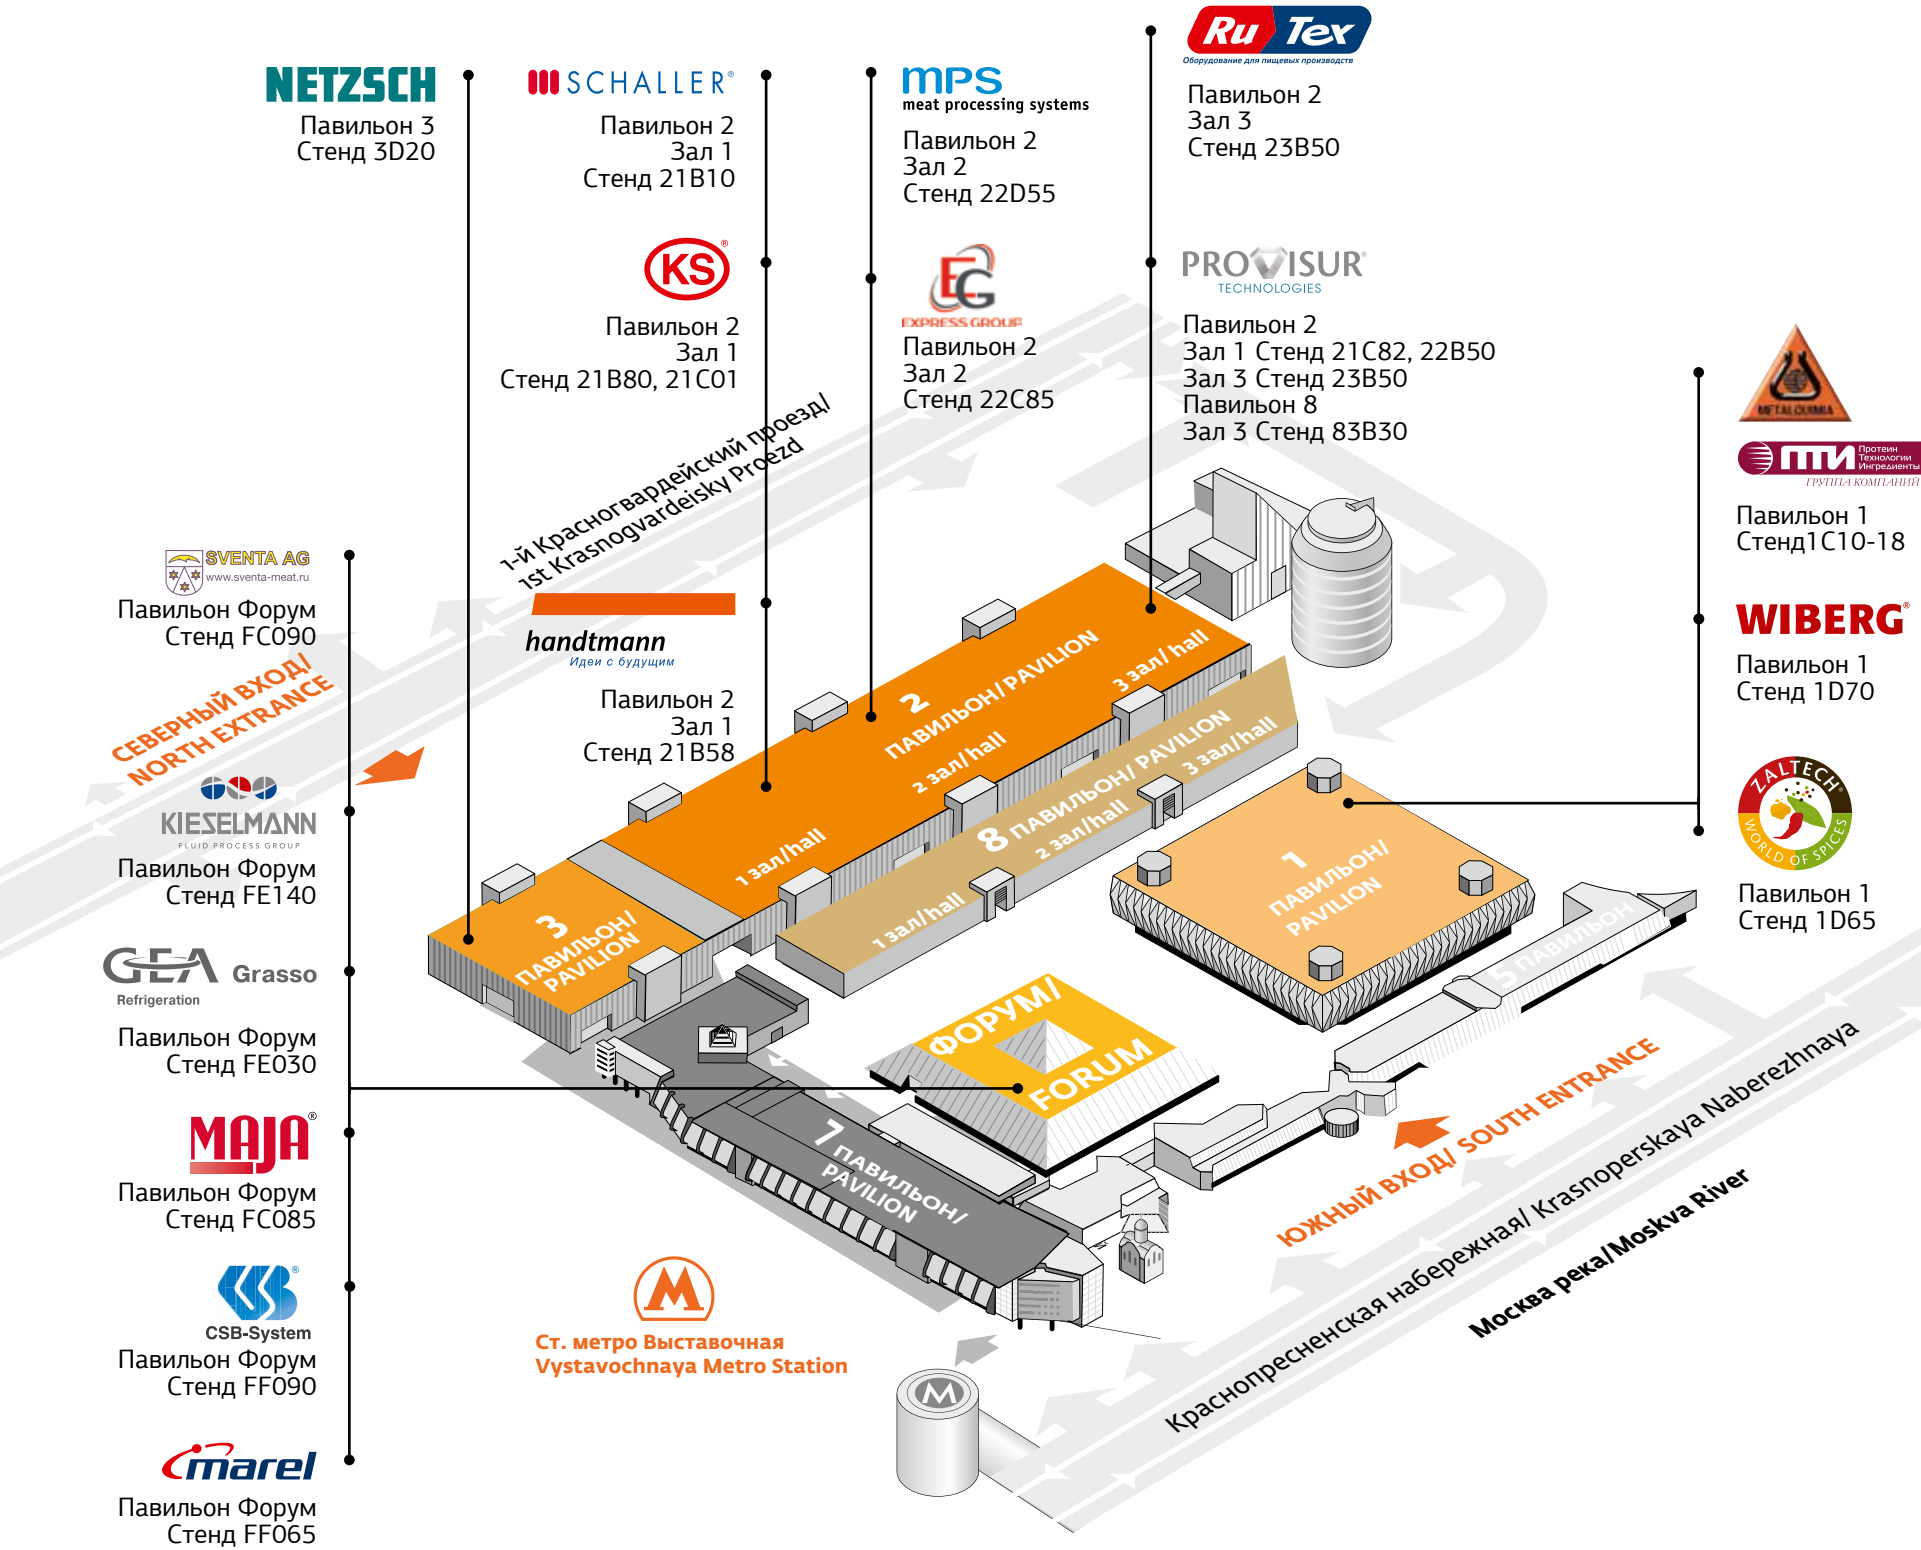 NETZSCH
Павильон 3
Стенд 3D20
SCHALLER®
Павильон 2
Зал 1
Стенд 21B10
mps
meat processing systems
Павильон 2
Зал 2
Стенд 22D55
Ru Tex
Оборудование для пищевых производств
Павильон 2
Зал 3
Стенд 23B50
KS®
Павильон 2
Зал 1
Стенд 21B80, 21C01
EG
EXPRESS GROUP
Павильон 2
Зал 2
Стенд 22C85
PROVISUR®
TECHNOLOGIES
Павильон 2
Зал 1 Стенд 21C82, 22B50
Зал 3 Стенд 23B50
Павильон 8
Зал 3 Стенд 83B30
METALQUIMIA
ПТИ Протеин
Технологии
Ингредиенты
ГРУППА КОМПАНИЙ
Павильон 1
Стенд1C10-18
WIBERG®
Павильон 1
Стенд 1D70
ZALTECH®
WORLD OF SPICES
Павильон 1
Стенд 1D65
1-й Красногвардейский проезд/
1st Krasnogvardeisky Proezd
handtmann
Идеи с будущим
Павильон 2
Зал 1
Стенд 21B58
SVENTA AG
www.sventa-meat.ru
Павильон Форум
Стенд FC090
СЕВЕРНЫЙ ВХОД/
NORTH EXTRANCE
KIESELMANN
FLUID PROCESS GROUP
Павильон Форум
Стенд FE140
GEA Grasso
Refrigeration
Павильон Форум
Стенд FE030
MAJA®
Павильон Форум
Стенд FC085
CSB®
CSB-System
Павильон Форум
Стенд FF090
marel
Павильон Форум
Стенд FF065
2
ПАВИЛЬОН/ PAVILION
1 зал/hall
2 зал/hall
3 зал/ hall
8 ПАВИЛЬОН/ PAVILION
1 зал/hall
2 зал/hall
3 зал/hall
3
ПАВИЛЬОН/
PAVILION
1
ПАВИЛЬОН/
PAVILION
5 ПАВИЛЬОН
ФОРУМ/
FORUM
7 ПАВИЛЬОН/
PAVILION
M
Ст. метро Выставочная
Vystavochnaya Metro Station
M
ЮЖНЫЙ ВХОД/ SOUTH ENTRANCE
Краснопресненская набережная/ Krasnoperskaya Naberezhnaya
Москва река/Moskva River